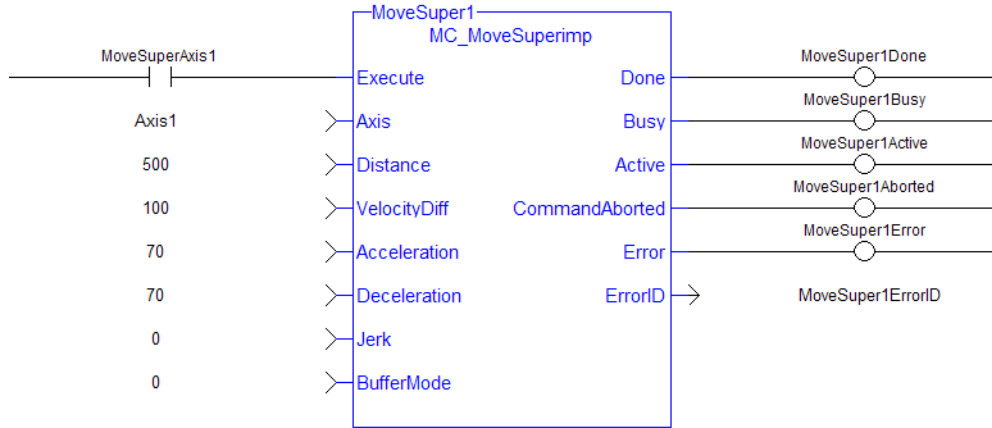 MoveSuper1
MC_MoveSuperimp
MoveSuperAxis1 Execute Done MoveSuper1Done
Axis1 Axis Busy MoveSuper1Busy
500 Distance Active MoveSuper1Active
100 VelocityDiff CommandAborted MoveSuper1Aborted
70 Acceleration Error MoveSuper1Error
70 Deceleration ErrorID MoveSuper1ErrorID
0 Jerk
0 BufferMode